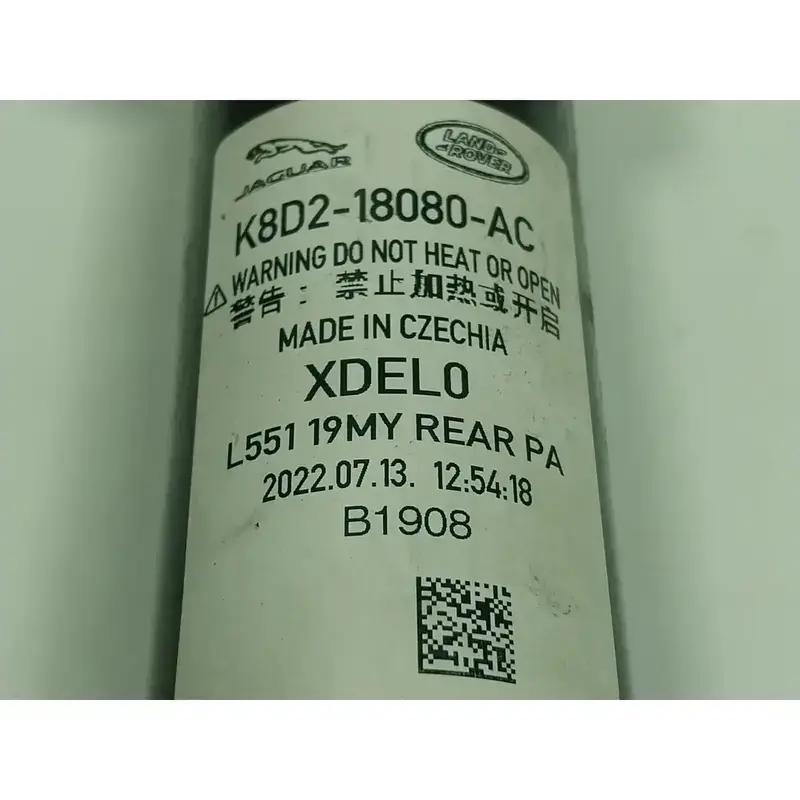 JAGUAR
LAND-
-ROVER
K8D2-18080-AC
WARNING DO NOT HEAT OR OPEN
警告：禁止加热或开启
MADE IN CZECHIA
XDEL0
L551 19MY REAR PA
2022.07.13. 12:54:18
B1908